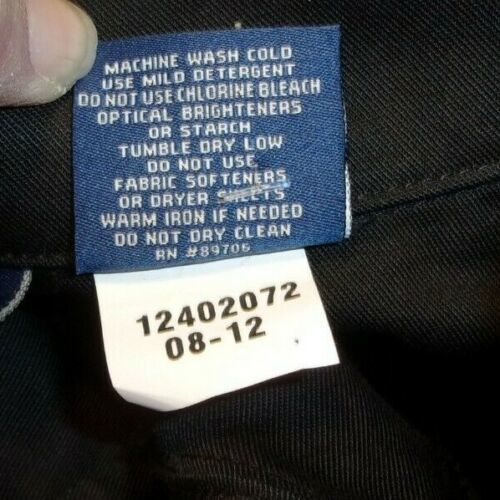 MACHINE WASH COLD
USE MILD DETERGENT
DO NOT USE CHLORINE BLEACH
OPTICAL BRIGHTENERS
OR STARCH
TUMBLE DRY LOW
DO NOT USE
FABRIC SOFTENERS
OR DRYER SHEETS
WARM IRON IF NEEDED
DO NOT DRY CLEAN
RN #89706
12402072
08-12